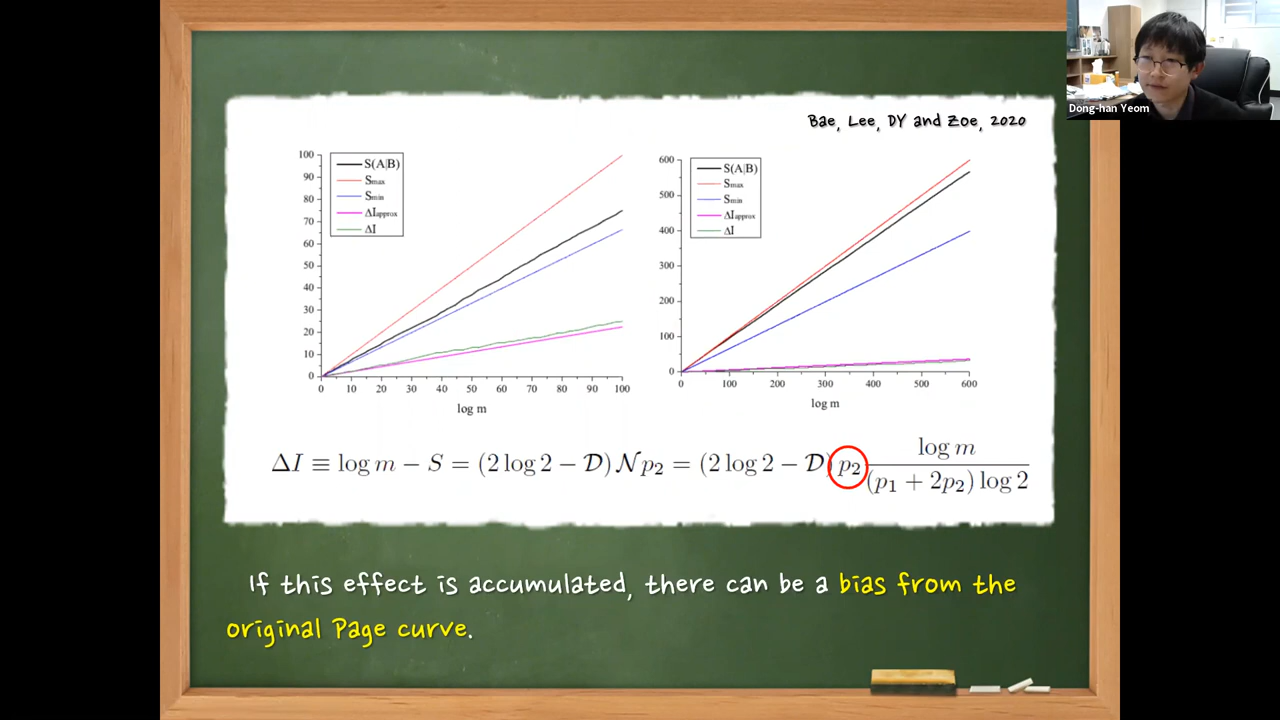 Dong-han Yeom
Bae, Lee, DY and Zoe, 2020
100
90
80
70
60
50
40
30
20
10
0
S(A|B)
Smax
Smin
ΔIapprox
ΔI
0 10 20 30 40 50 60 70 80 90 100
log m
600
500
400
300
200
100
0
S(A|B)
Smax
Smin
ΔIapprox
ΔI
0 100 200 300 400 500 600
log m
ΔI ≡ log m − S = (2 log 2 − 𝒟) 𝒩 p₂ = (2 log 2 − 𝒟) p₂ log m / (p₁ + 2p₂) log 2
If this effect is accumulated, there can be a bias from the
original Page curve.